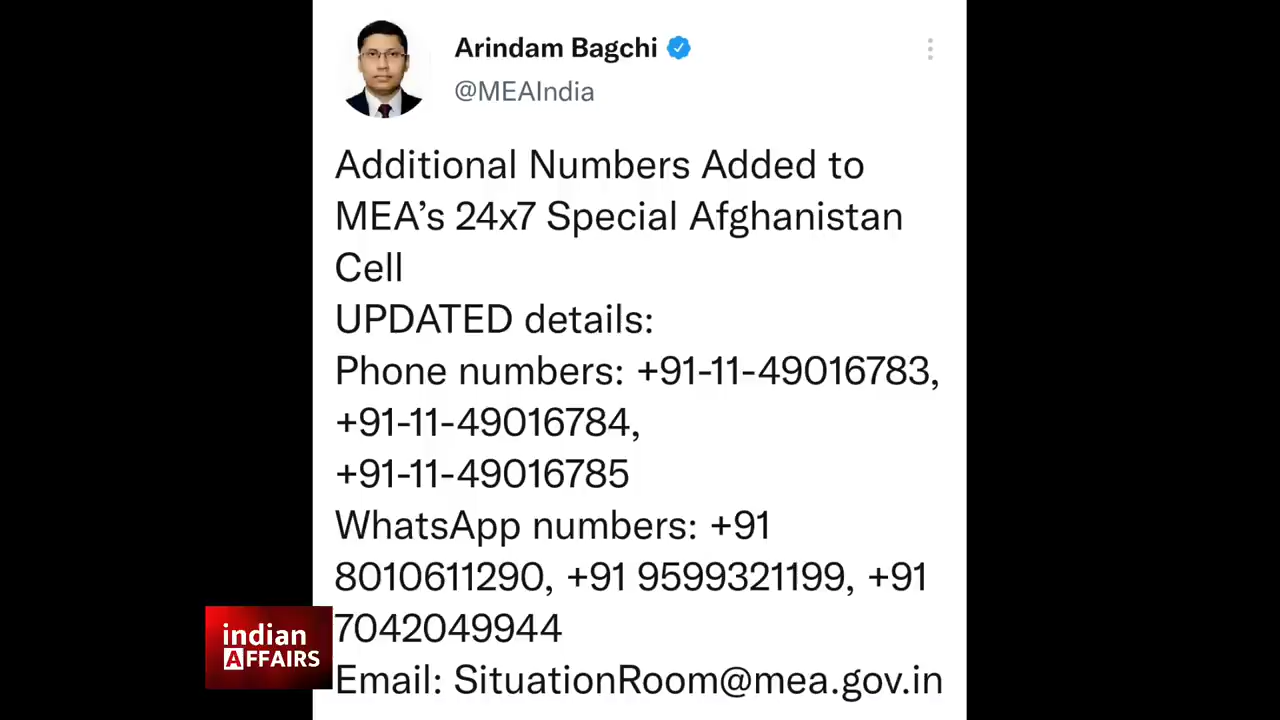 Arindam Bagchi
@MEAIndia
Additional Numbers Added to
MEA’s 24x7 Special Afghanistan
Cell
UPDATED details:
Phone numbers: +91-11-49016783,
+91-11-49016784,
+91-11-49016785
WhatsApp numbers: +91
8010611290, +91 9599321199, +91
7042049944
Email: SituationRoom@mea.gov.in
indian
AFFAIRS